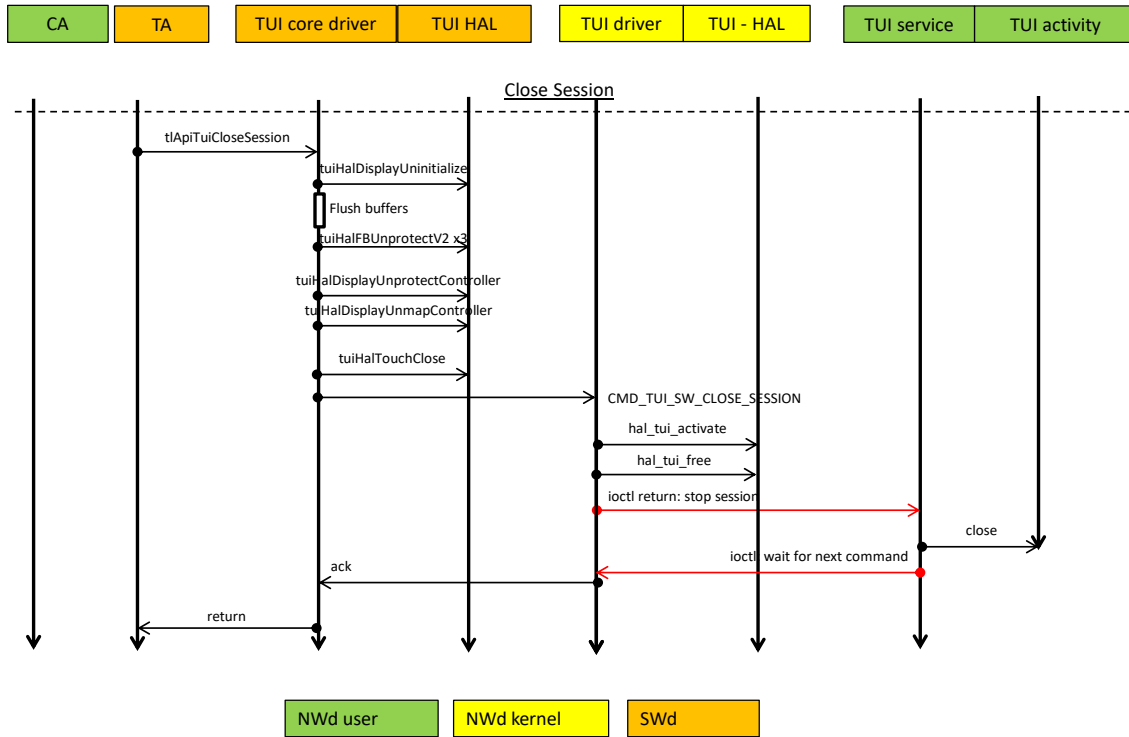 CA
TA
TUI core driver
TUI HAL
TUI driver
TUI - HAL
TUI service
TUI activity
Close Session
tlApiTuiCloseSession
tuiHalDisplayUninitialize
Flush buffers
tuiHalFBUnprotectV2 x3
tuiHalDisplayUnprotectController
tuiHalDisplayUnmapController
tuiHalTouchClose
CMD_TUI_SW_CLOSE_SESSION
hal_tui_activate
hal_tui_free
ioctl return: stop session
close
ioctl: wait for next command
ack
return
NWd user
NWd kernel
SWd